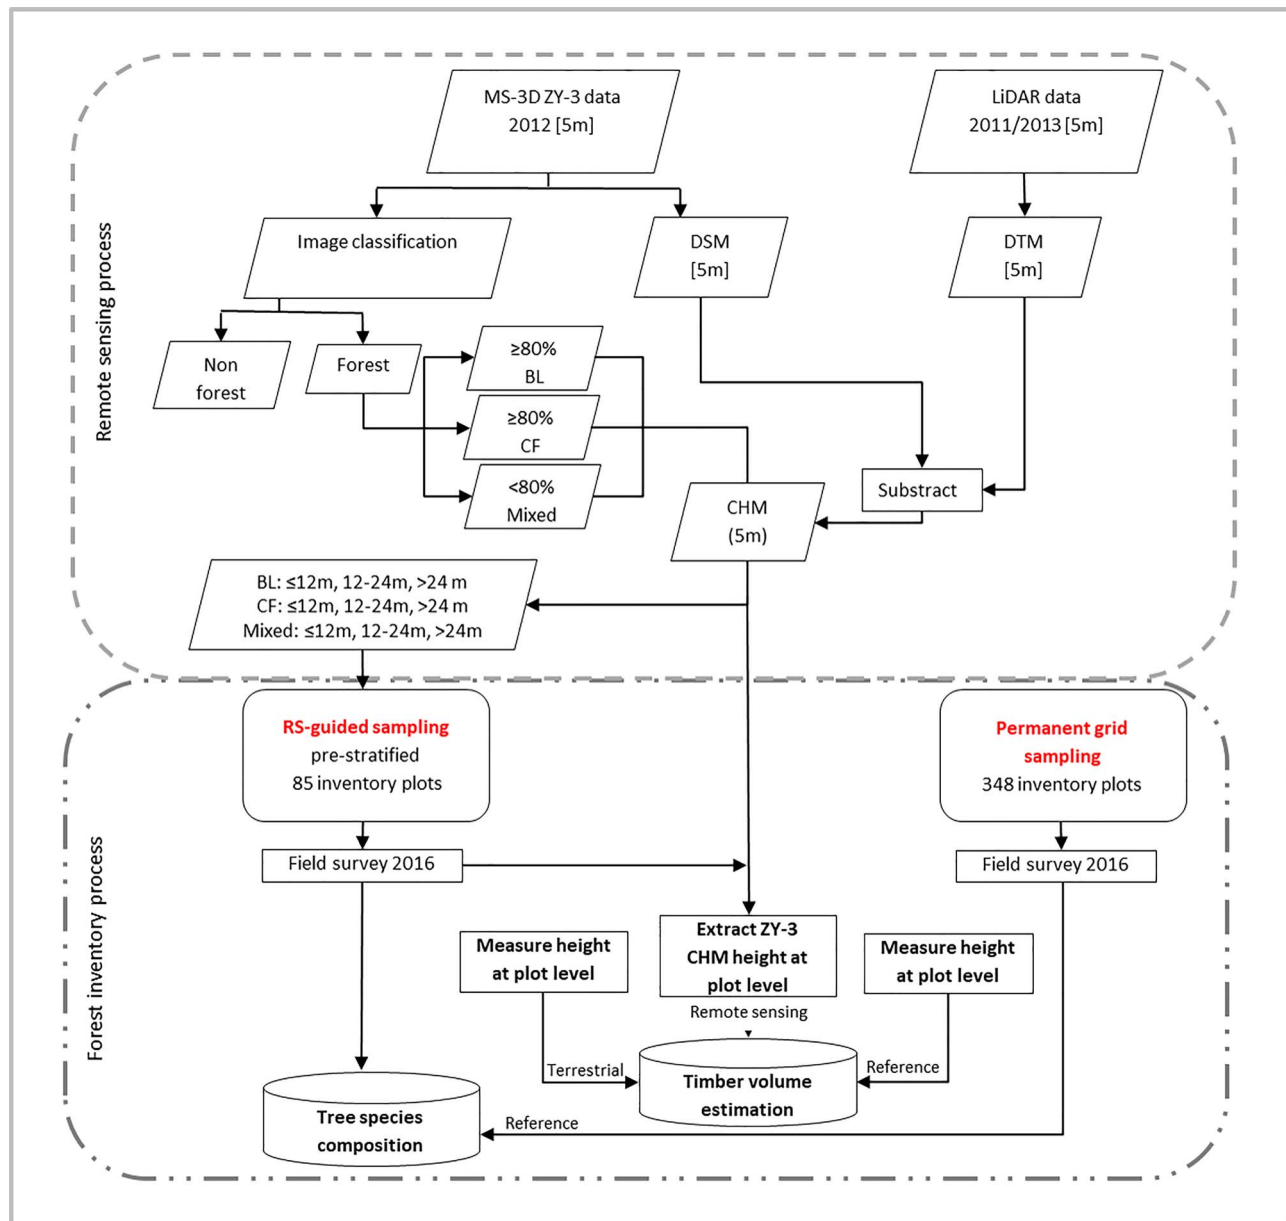 Remote sensing process
MS-3D ZY-3 data
2012 [5m]
LiDAR data
2011/2013 [5m]
Image classification
DSM
[5m]
DTM
[5m]
Non
forest
Forest
≥80%
BL
≥80%
CF
<80%
Mixed
Substract
CHM
(5m)
BL: ≤12m, 12-24m, >24 m
CF: ≤12m, 12-24m, >24 m
Mixed: ≤12m, 12-24m, >24m
Forest inventory process
RS-guided sampling
pre-stratified
85 inventory plots
Permanent grid
sampling
348 inventory plots
Field survey 2016
Field survey 2016
Measure height
at plot level
Extract ZY-3
CHM height at
plot level
Measure height
at plot level
Remote sensing
Terrestrial
Reference
Timber volume
estimation
Tree species
composition
Reference